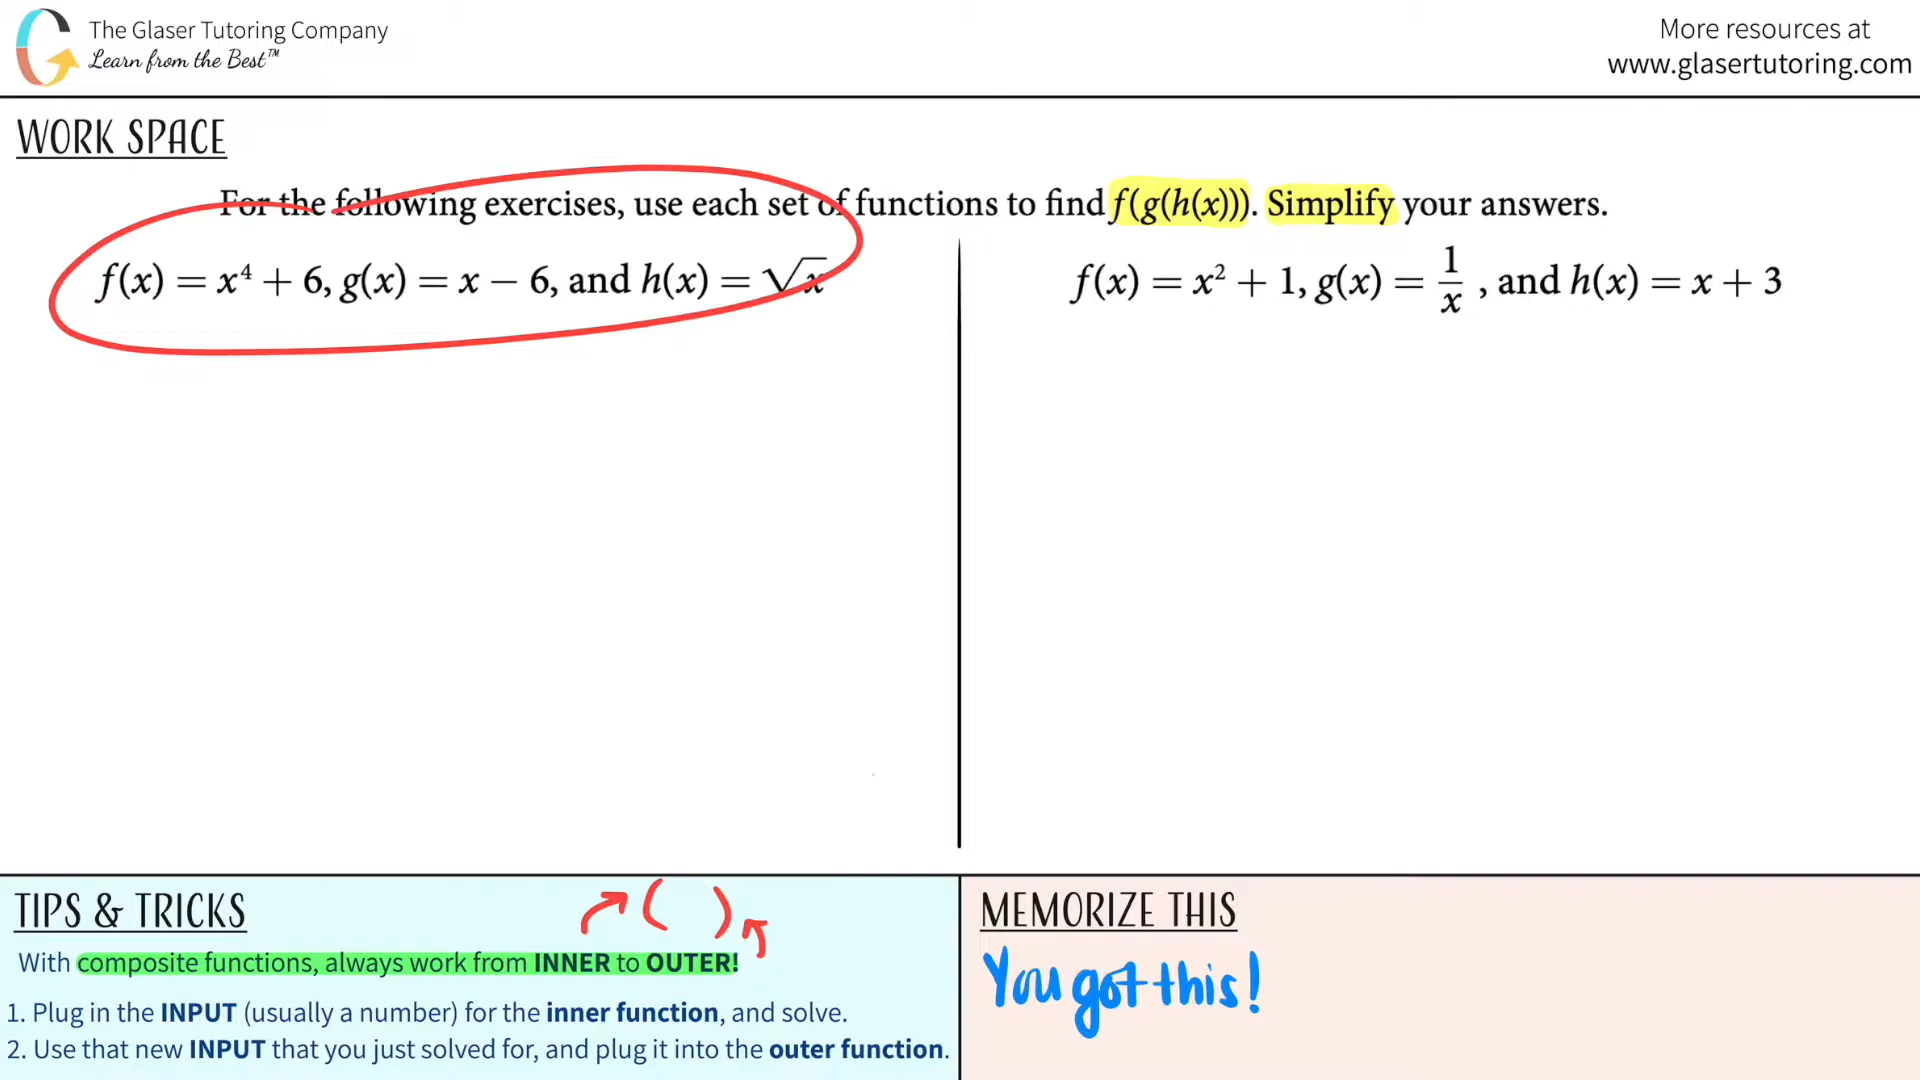 The Glaser Tutoring Company
Learn from the Best™
More resources at
www.glasertutoring.com
WORK SPACE
For the following exercises, use each set of functions to find f(g(h(x))). Simplify your answers.
f(x) = x⁴ + 6, g(x) = x − 6, and h(x) = √x
f(x) = x² + 1, g(x) = 1/x , and h(x) = x + 3
TIPS & TRICKS
( )
With composite functions, always work from INNER to OUTER!
1. Plug in the INPUT (usually a number) for the inner function, and solve.
2. Use that new INPUT that you just solved for, and plug it into the outer function.
MEMORIZE THIS
You got this!